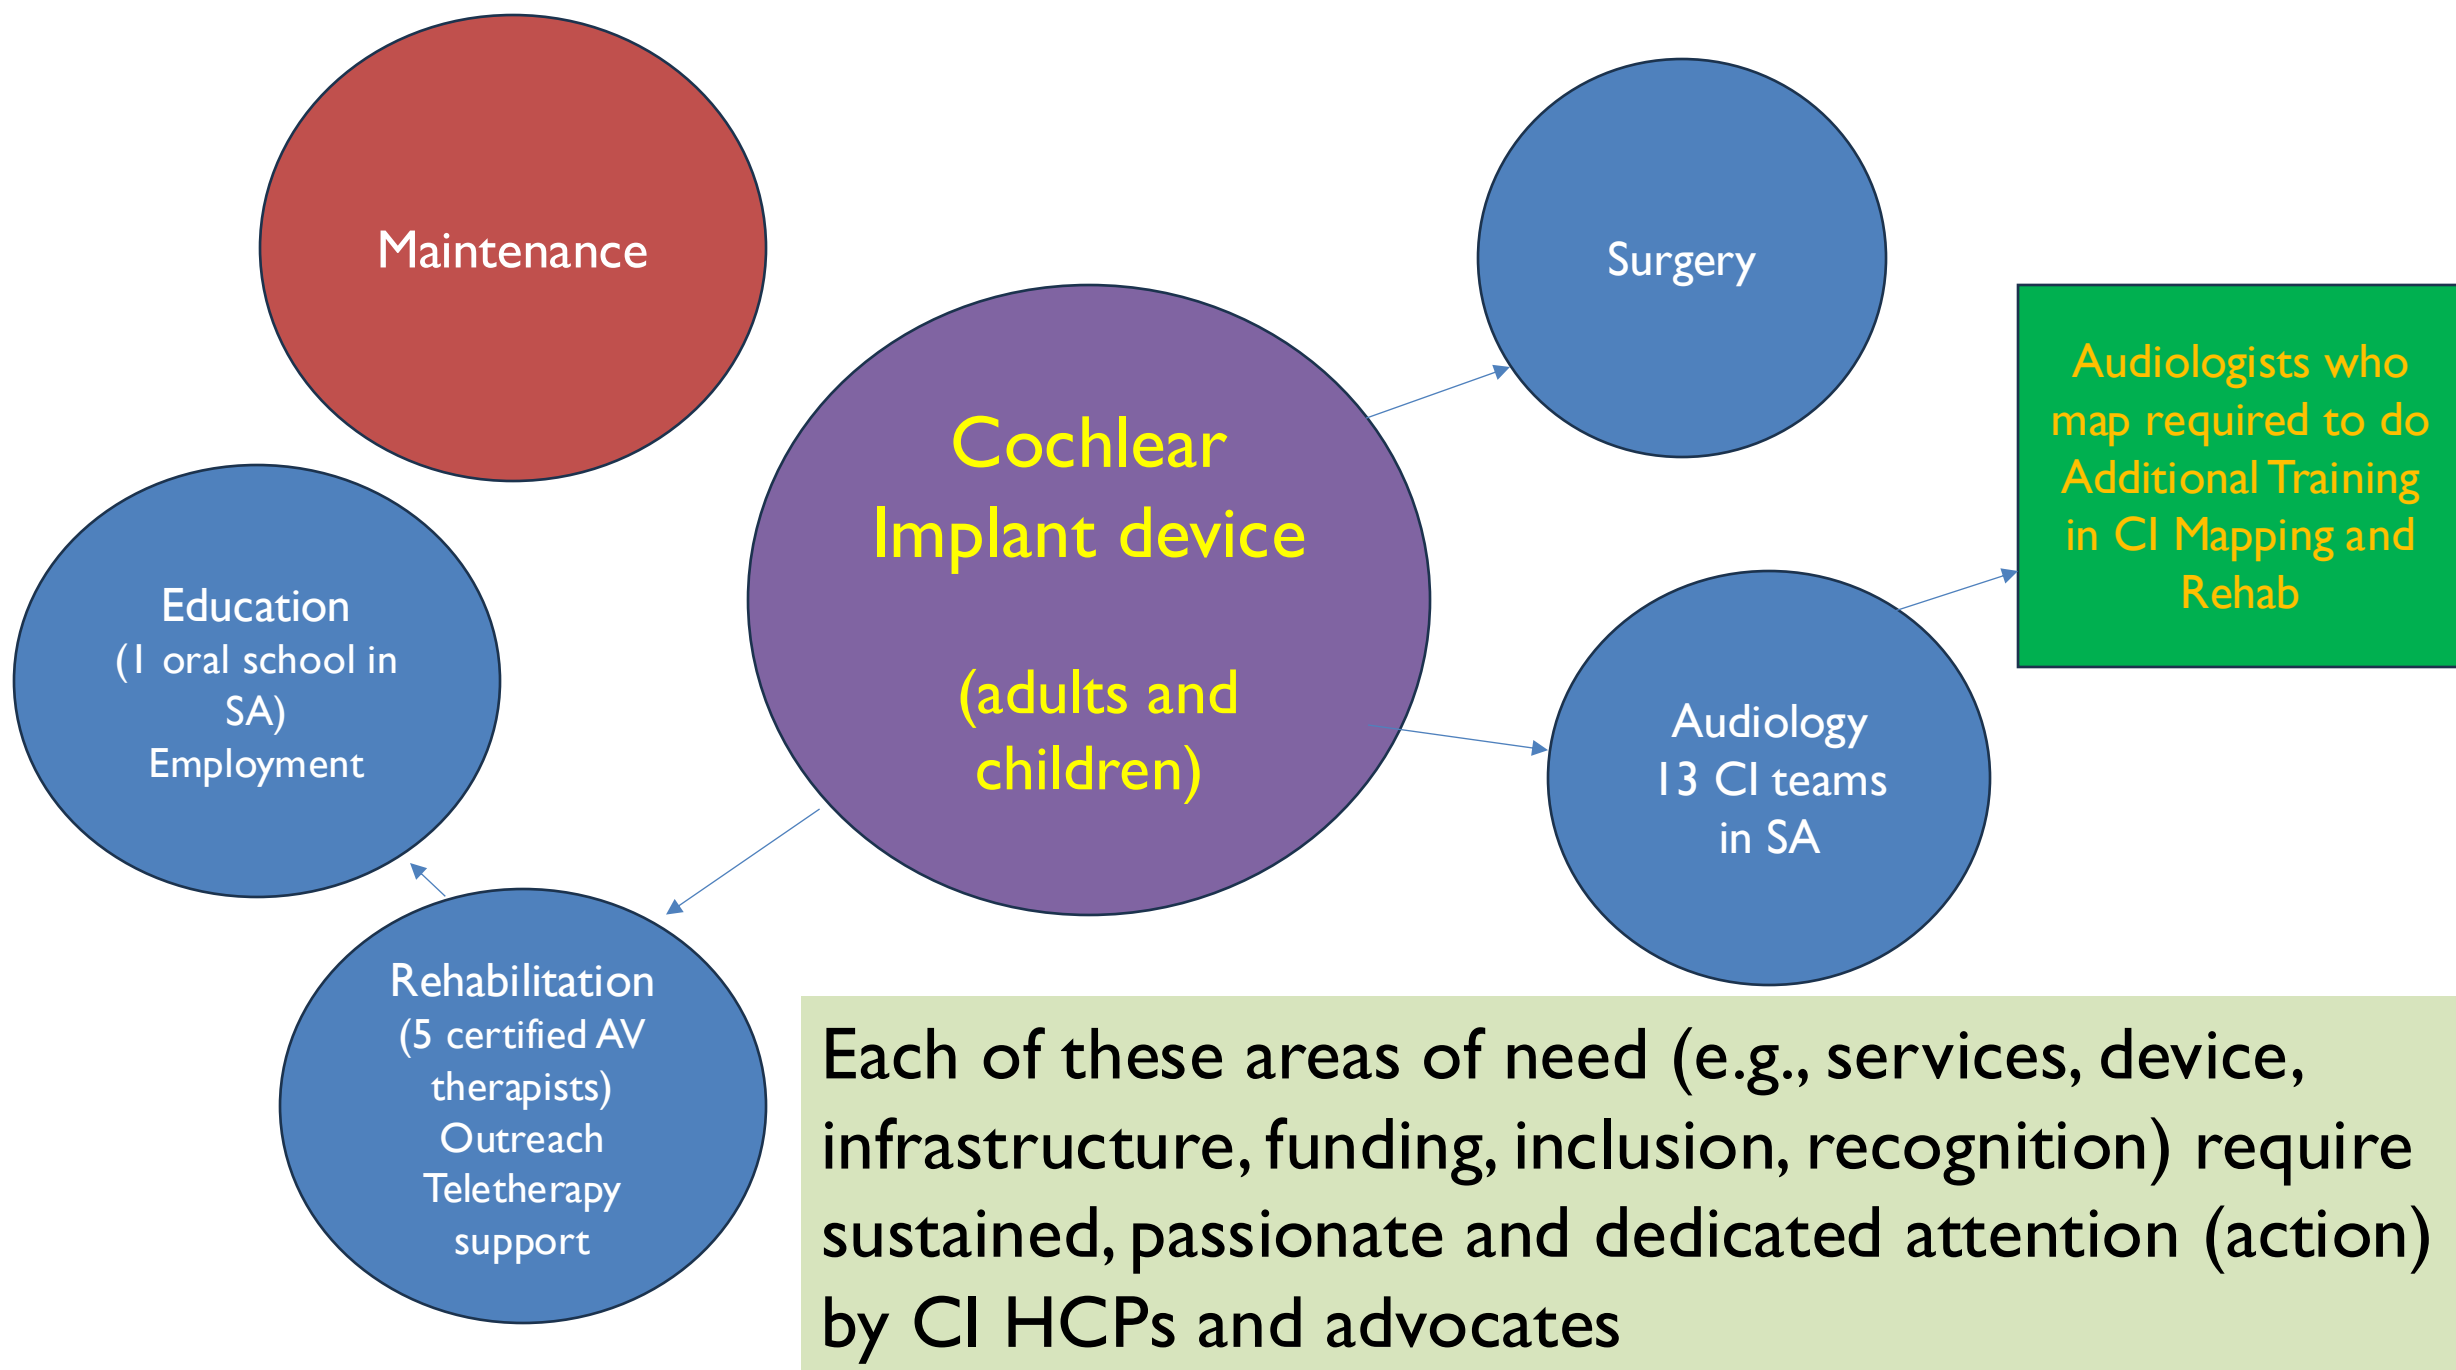 Maintenance
Surgery
Cochlear
Implant device
(adults and
children)
Audiologists who
map required to do
Additional Training
in CI Mapping and
Rehab
Education
(1 oral school in
SA)
Employment
Audiology
13 CI teams
in SA
Rehabilitation
(5 certified AV
therapists)
Outreach
Teletherapy
support
Each of these areas of need (e.g., services, device,
infrastructure, funding, inclusion, recognition) require
sustained, passionate and dedicated attention (action)
by CI HCPs and advocates